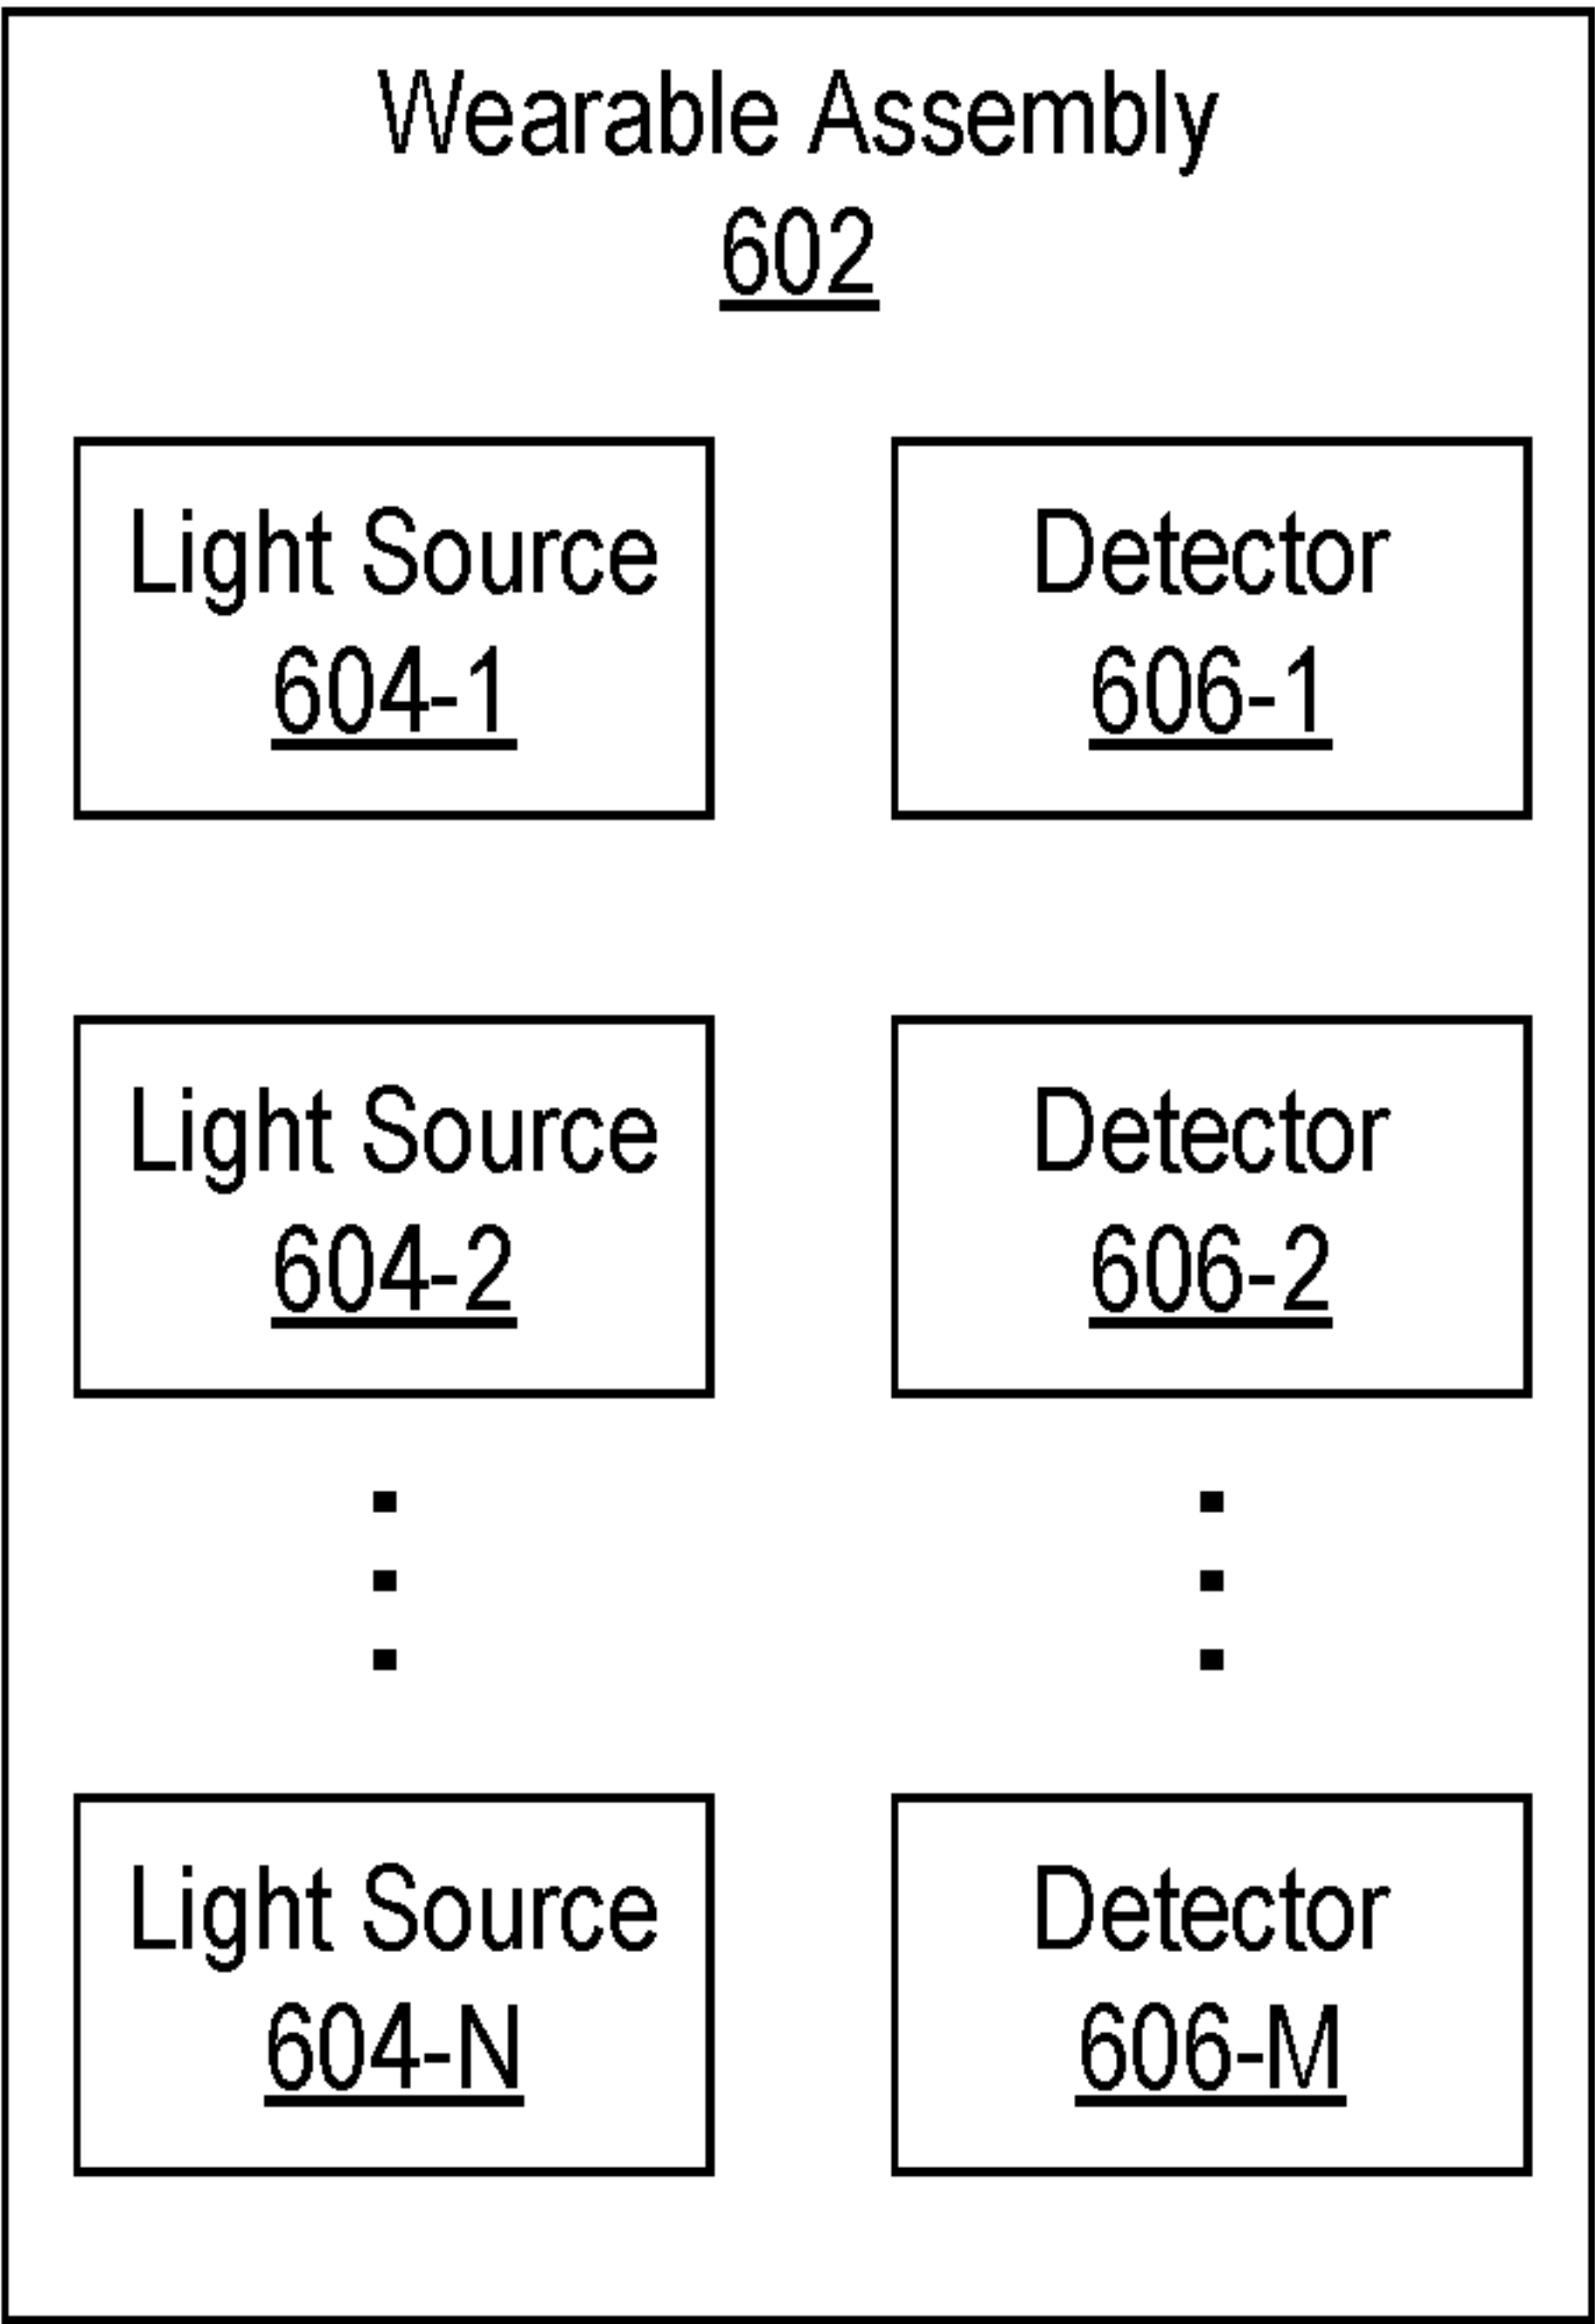 Wearable Assembly
602
Light Source
604-1
Detector
606-1
Light Source
604-2
Detector
606-2
Light Source
604-N
Detector
606-M